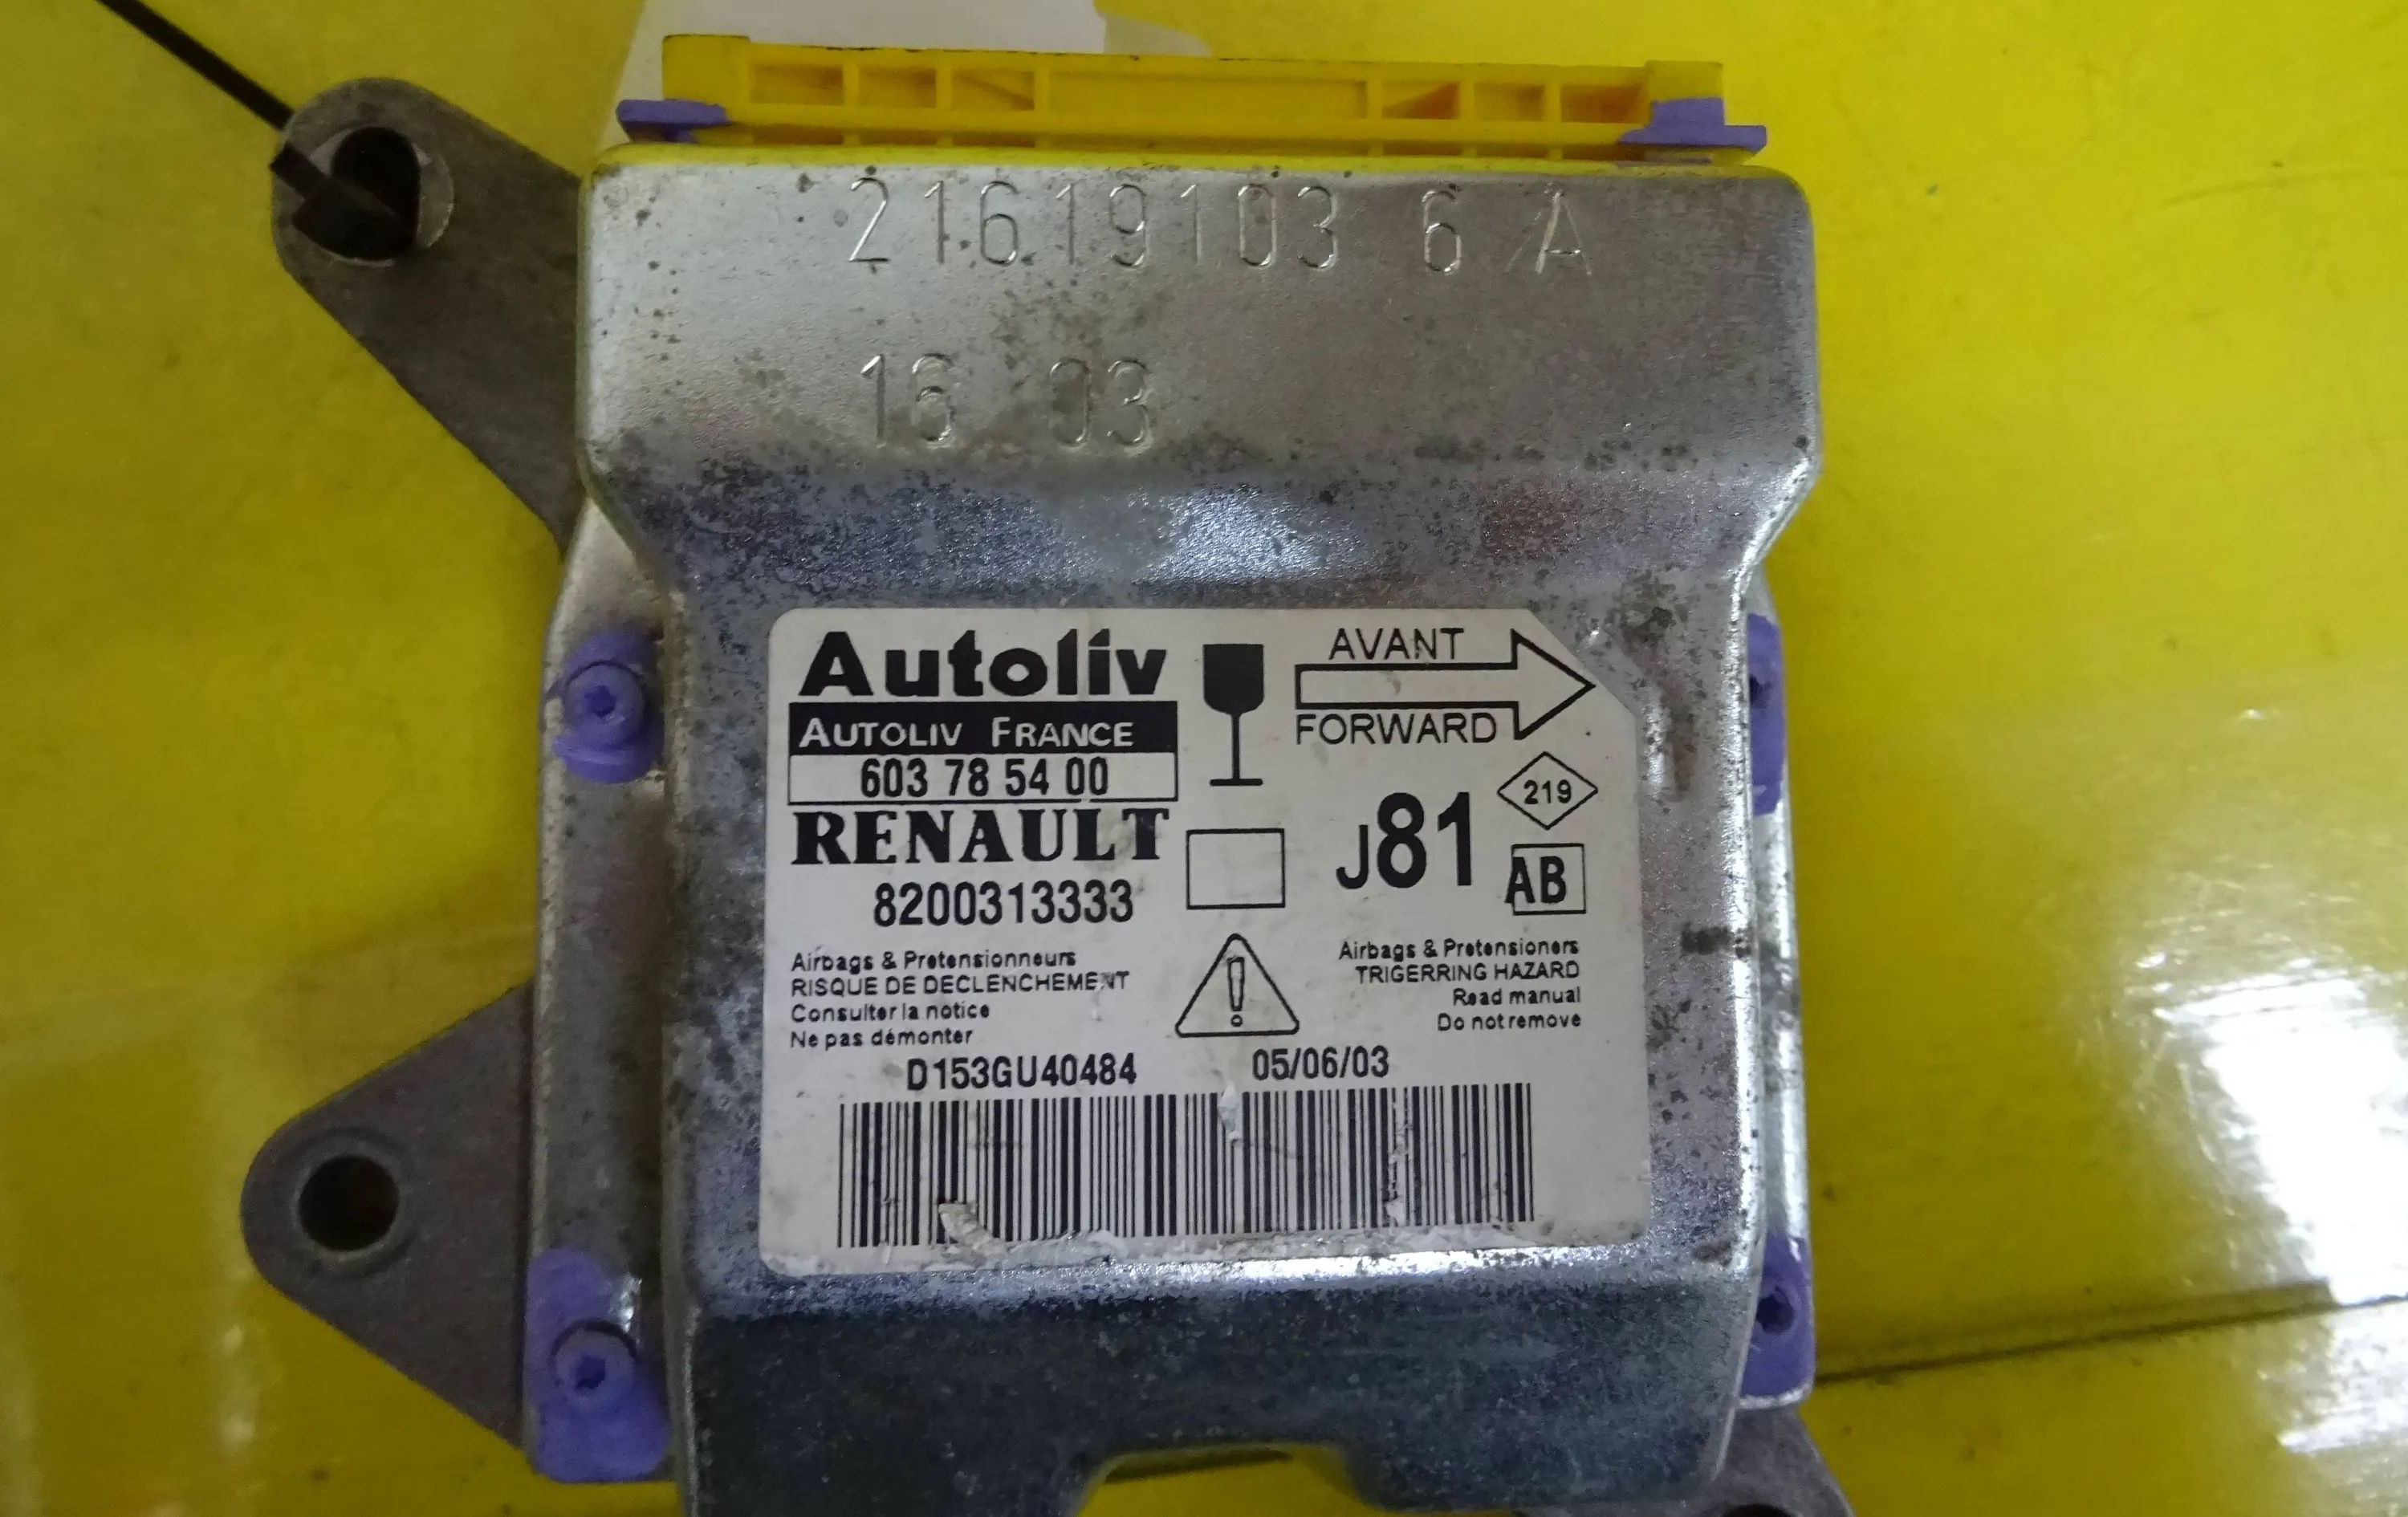 21619103 6 A
16 03
Autoliv
AUTOLIV FRANCE
603 78 54 00
RENAULT
8200313333
AVANT
FORWARD
219
J81
AB
Airbags & Pretensionneurs
RISQUE DE DECLENCHEMENT
Consulter la notice
Ne pas démonter
Airbags & Pretensioners
TRIGERRING HAZARD
Read manual
Do not remove
D153GU40484 05/06/03